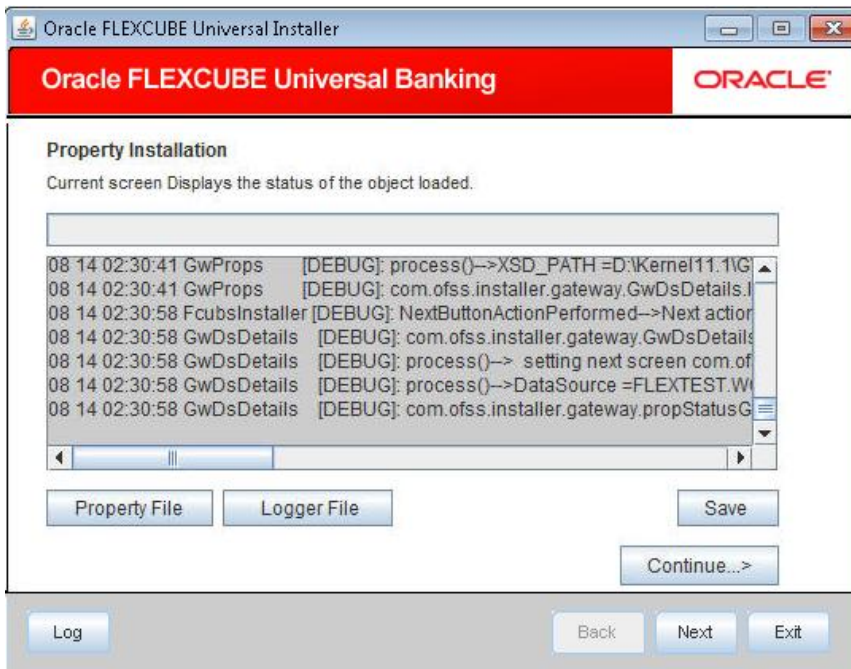 Oracle FLEXCUBE Universal Installer
Oracle FLEXCUBE Universal Banking
ORACLE
Property Installation
Current screen Displays the status of the object loaded.
08 14 02:30:41 GwProps [DEBUG]: process()-->XSD_PATH =D:\Kernel11.1\G
08 14 02:30:41 GwProps [DEBUG]: com.ofss.installer.gateway.GwDsDetails.
08 14 02:30:58 FcubsInstaller [DEBUG]: NextButtonActionPerformed-->Next action
08 14 02:30:58 GwDsDetails [DEBUG]: com.ofss.installer.gateway.GwDsDetails
08 14 02:30:58 GwDsDetails [DEBUG]: process()--> setting next screen com.of
08 14 02:30:58 GwDsDetails [DEBUG]: process()-->DataSource =FLEXTEST.W
08 14 02:30:58 GwDsDetails [DEBUG]: com.ofss.installer.gateway.propStatusG
Property File Logger File Save
Continue...>
Log Back Next Exit